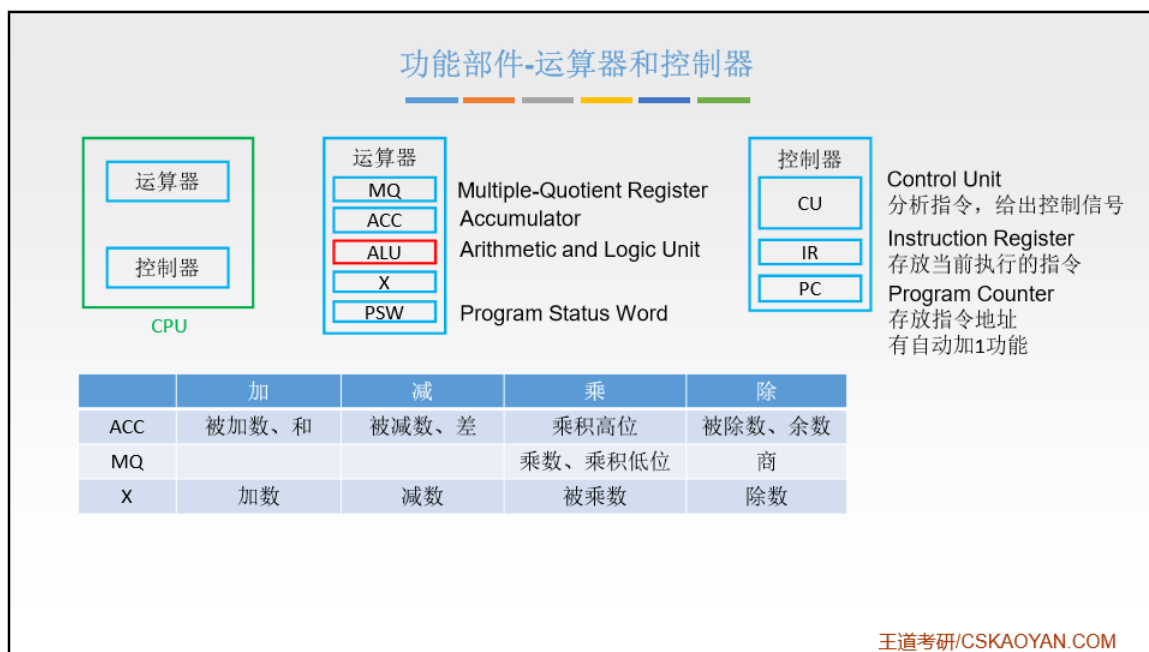 功能部件-运算器和控制器
运算器
控制器
CPU
运算器
MQ
ACC
ALU
X
PSW
Multiple-Quotient Register
Accumulator
Arithmetic and Logic Unit
Program Status Word
控制器
CU
IR
PC
Control Unit
分析指令，给出控制信号
Instruction Register
存放当前执行的指令
Program Counter
存放指令地址
有自动加1功能
加 减 乘 除
ACC 被加数、和 被减数、差 乘积高位 被除数、余数
MQ 乘数、乘积低位 商
X 加数 减数 被乘数 除数
王道考研/CSKAOYAN.COM